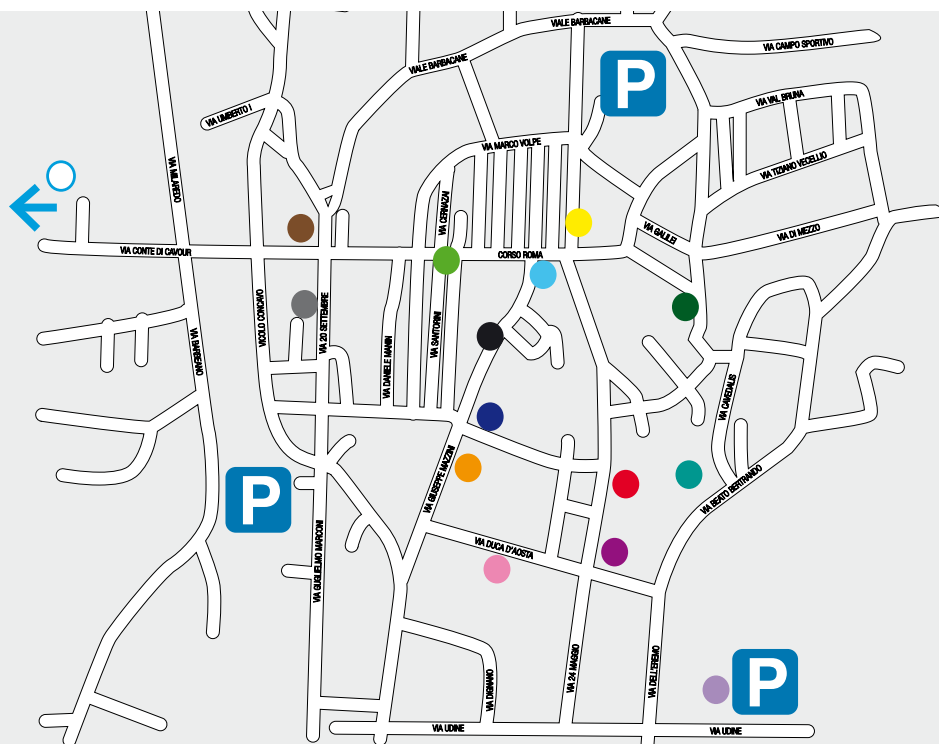 VIALE BARBACANE
VIA CAMPO SPORTIVO
VIALE BARBACANE
P
VIA VAL BRUNA
VIA UMBERTO I
VIA MARCO VOLPE
VIA MILAREDO
VIA TIZIANO VECELLIO
VIA CERNAZAI
VIA GALILEI
VIA DI MEZZO
VIA CONTE DI CAVOUR
CORSO ROMA
VICOLO CONCAVO
VIA 20 SETTEMBRE
VIA SANTORINI
VIA BARBEANO
VIA DANIELE MANIN
VIA CAVEDALIS
VIA GIUSEPPE MAZZINI
P
VIA BEATO BERTRANDO
VIA DUCA D'AOSTA
VIA GUGLIELMO MARCONI
VIA 24 MAGGIO
VIA DELL'EREMO
P
VIA DIGNANO
VIA UDINE
VIA UDINE